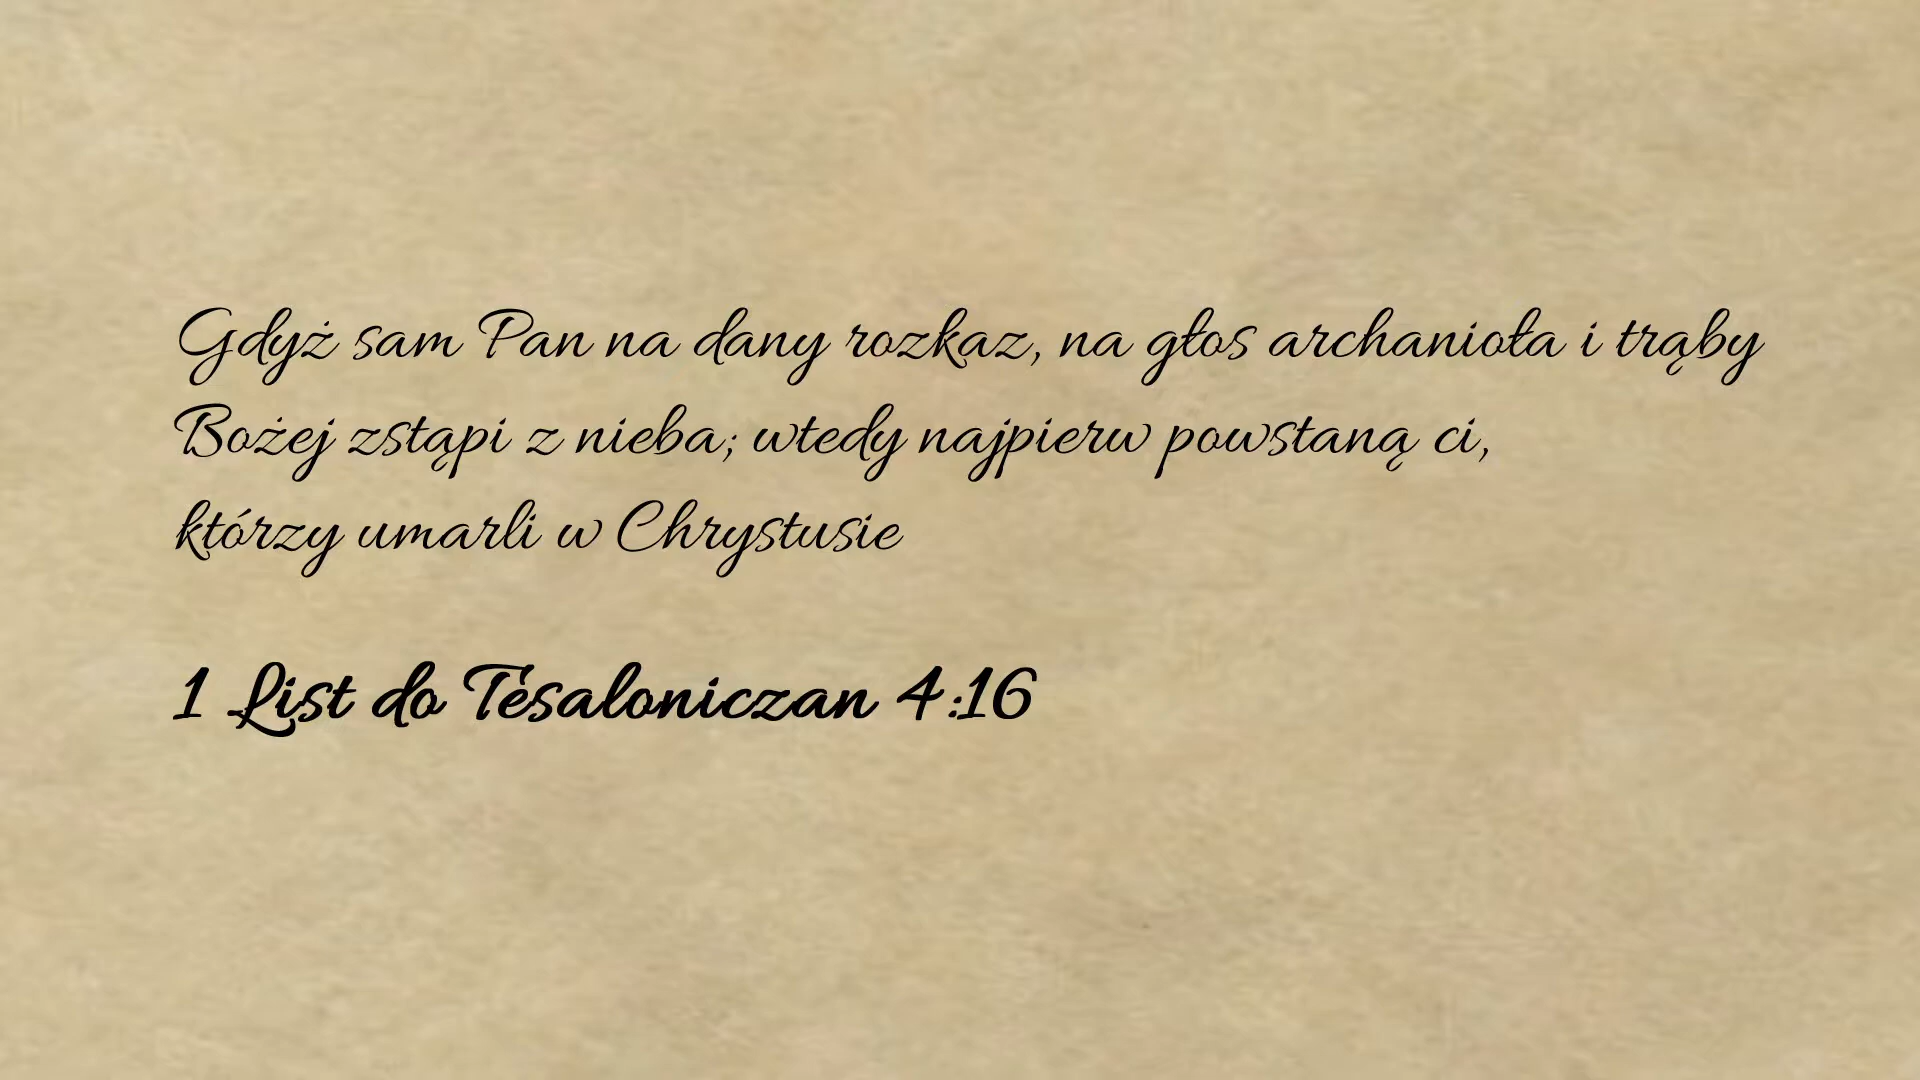 Gdyż sam Pan na dany rozkaz, na głos archanioła i trąby
Bożej zstąpi z nieba; wtedy najpierw powstaną ci,
którzy umarli w Chrystusie
1 List do Tesaloniczan 4:16